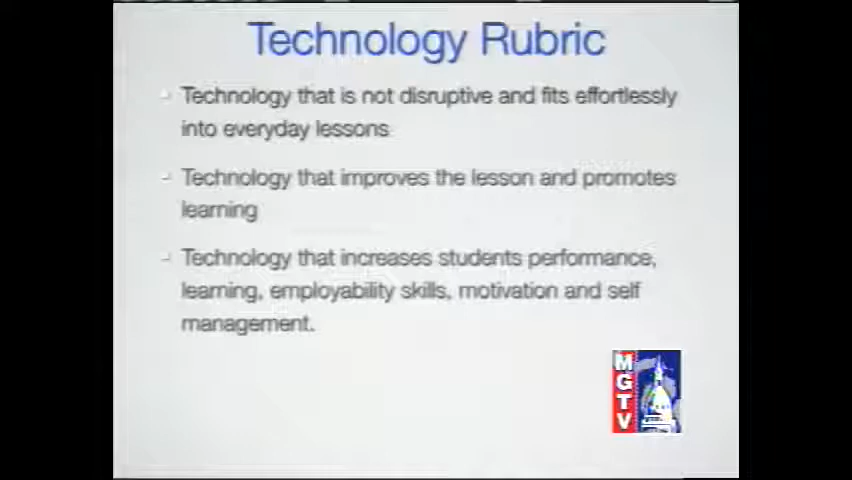 Technology Rubric
Technology that is not disruptive and fits effortlessly
into everyday lessons
Technology that improves the lesson and promotes
learning
Technology that increases students performance,
learning, employability skills, motivation and self
management.
MGTV